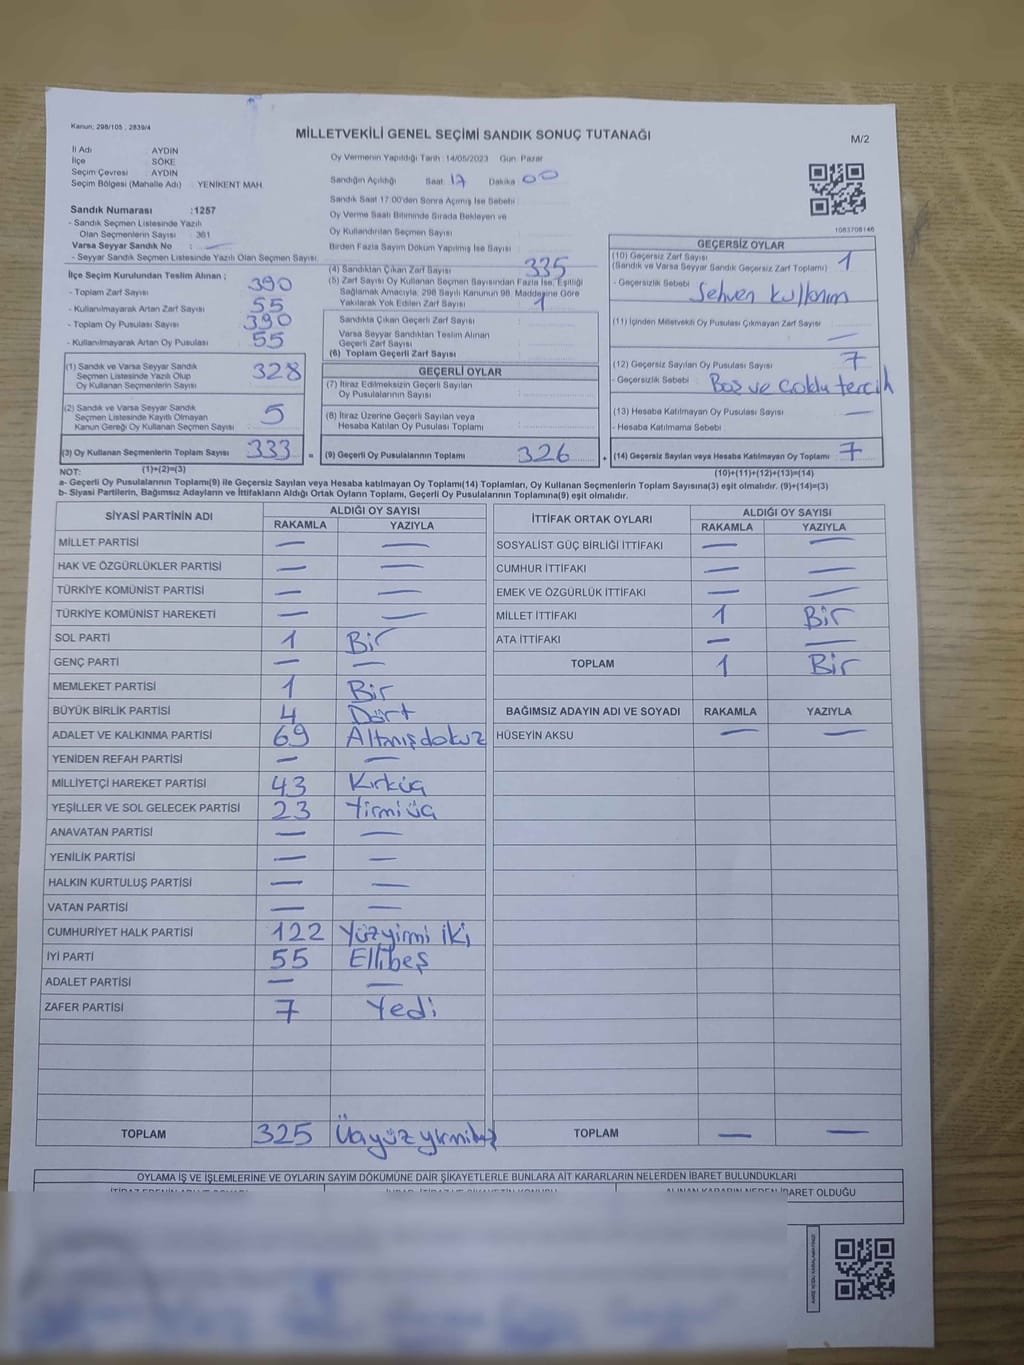 Kanun; 298/105 ; 2839/4
MİLLETVEKİLİ GENEL SEÇİMİ SANDIK SONUÇ TUTANAĞI
M/2
İl Adı AYDIN
İlçe SÖKE
Seçim Çevresi : AYDIN
Seçim Bölgesi (Mahalle Adı) : YENİKENT MAH.
Sandık Numarası :1257
- Sandık Seçmen Listesinde Yazılı
Olan Seçmenlerin Sayısı : 361
Varsa Seyyar Sandık No :
- Seyyar Sandık Seçmen Listesinde Yazılı Olan Seçmen Sayısı:
Oy Vermenin Yapıldığı Tarih :14/05/2023 Gün: Pazar
Sandığın Açıldığı Saat: 17 Dakika: 00
Sandık Saat 17:00'den Sonra Açımış İse Sebebi
Oy Verme Saati Bitiminde Sırada Bekleyen ve
Oy Kullandırılan Seçmen Sayısı
Birden Fazla Sayım Döküm Yapılmış İse Sayısı
1083708146
İlçe Seçim Kurulundan Teslim Alınan ;
- Toplam Zarf Sayısı : 390
- Kullanılmayarak Artan Zarf Sayısı : 55
- Toplam Oy Pusulası Sayısı : 390
- Kullanılmayarak Artan Oy Pusulası : 55
(1) Sandık ve Varsa Seyyar Sandık
Seçmen Listesinde Yazılı Olup
Oy Kullanan Seçmenlerin Sayısı 328
(2) Sandık ve Varsa Seyyar Sandık
Seçmen Listesinde Kayıtlı Olmayan
Kanun Gereği Oy Kullanan Seçmen Sayısı 5
(3) Oy Kullanan Seçmenlerin Toplam Sayısı 333
(4) Sandıktan Çıkan Zarf Sayısı 335
(5) Zarf Sayısı Oy Kullanan Seçmen Sayısından Fazla İse, Eşitliği
Sağlamak Amacıyla; 298 Sayılı Kanunun 98. Maddesine Göre
Yakılarak Yok Edilen Zarf Sayısı 1
Sandıkta Çıkan Geçerli Zarf Sayısı :
Varsa Seyyar Sandıktan Teslim Alınan
Geçerli Zarf Sayısı
(6) Toplam Geçerli Zarf Sayısı
GEÇERLİ OYLAR
(7) İtiraz Edilmeksizin Geçerli Sayılan
Oy Pusulalarının Sayısı
(8) İtiraz Üzerine Geçerli Sayılan veya
Hesaba Katılan Oy Pusulası Toplamı
= (9) Geçerli Oy Pusulalarının Toplamı 326
GEÇERSİZ OYLAR
(10) Geçersiz Zarf Sayısı
(Sandık ve Varsa Seyyar Sandık Geçersiz Zarf Toplamı) 1
- Geçersizlik Sebebi Sehven kullanım
(11) İçinden Milletvekili Oy Pusulası Çıkmayan Zarf Sayısı —
(12) Geçersiz Sayılan Oy Pusulası Sayısı 7
- Geçersizlik Sebebi Boş ve çoklu tercih
(13) Hesaba Katılmayan Oy Pusulası Sayısı —
- Hesaba Katılmama Sebebi
+ (14) Geçersiz Sayılan veya Hesaba Katılmayan Oy Toplamı 7
NOT: (1)+(2)=(3) (10)+(11)+(12)+(13)=(14)
a- Geçerli Oy Pusulalarının Toplamı(9) ile Geçersiz Sayılan veya Hesaba katılmayan Oy Toplamı(14) Toplamları, Oy Kullanan Seçmenlerin Toplam Sayısına(3) eşit olmalıdır. (9)+(14)=(3)
b- Siyasi Partilerin, Bağımsız Adayların ve İttifakların Aldığı Ortak Oyların Toplamı, Geçerli Oy Pusulalarının Toplamına(9) eşit olmalıdır.
SİYASİ PARTİNİN ADI ALDIĞI OY SAYISI
RAKAMLA YAZIYLA
MİLLET PARTİSİ — —
HAK VE ÖZGÜRLÜKLER PARTİSİ — —
TÜRKİYE KOMÜNİST PARTİSİ — —
TÜRKİYE KOMÜNİST HAREKETİ — —
SOL PARTİ 1 Bir
GENÇ PARTİ — —
MEMLEKET PARTİSİ 1 Bir
BÜYÜK BİRLİK PARTİSİ 4 Dört
ADALET VE KALKINMA PARTİSİ 69 Altmışdokuz
YENİDEN REFAH PARTİSİ — —
MİLLİYETÇİ HAREKET PARTİSİ 43 Kırküç
YEŞİLLER VE SOL GELECEK PARTİSİ 23 Yirmiüç
ANAVATAN PARTİSİ — —
YENİLİK PARTİSİ — —
HALKIN KURTULUŞ PARTİSİ — —
VATAN PARTİSİ — —
CUMHURİYET HALK PARTİSİ 122 Yüzyirmi iki
İYİ PARTİ 55 Ellibeş
ADALET PARTİSİ — —
ZAFER PARTİSİ 7 Yedi
TOPLAM 325 Üçyüzyirmibeş
İTTİFAK ORTAK OYLARI ALDIĞI OY SAYISI
RAKAMLA YAZIYLA
SOSYALİST GÜÇ BİRLİĞİ İTTİFAKI — —
CUMHUR İTTİFAKI — —
EMEK VE ÖZGÜRLÜK İTTİFAKI — —
MİLLET İTTİFAKI 1 Bir
ATA İTTİFAKI — —
TOPLAM 1 Bir
BAĞIMSIZ ADAYIN ADI VE SOYADI RAKAMLA YAZIYLA
HÜSEYİN AKSU — —
TOPLAM — —
OYLAMA İŞ VE İŞLEMLERİNE VE OYLARIN SAYIM DÖKÜMÜNE DAİR ŞİKAYETLERLE BUNLARA AİT KARARLARIN NELERDEN İBARET BULUNDUKLARI
ALINAN KARARIN NEDEN İBARET OLDUĞU